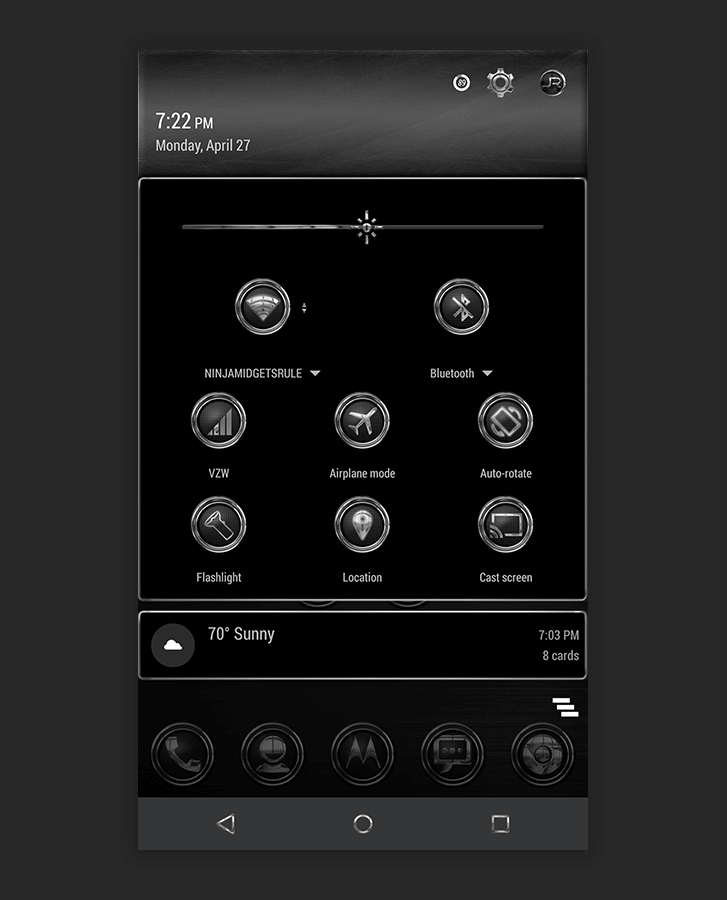 89
JR
7:22 PM
Monday, April 27
NINJAMIDGETSRULE
Bluetooth
VZW
Airplane mode
Auto-rotate
Flashlight
Location
Cast screen
70° Sunny
7:03 PM
8 cards